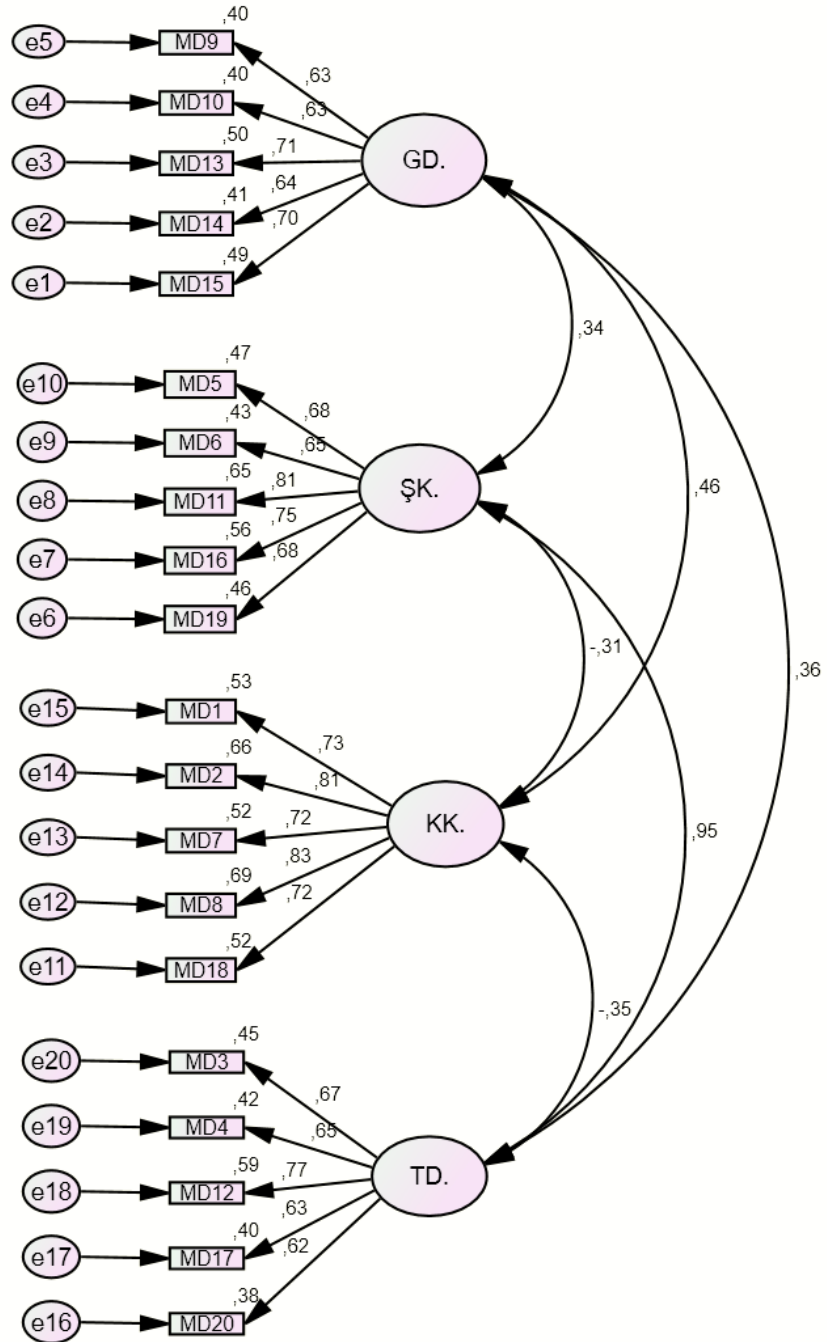 ,40
e5 MD9 ,63
,40
e4 MD10 ,63
GD.
,50
e3 MD13 ,71
,41
e2 MD14 ,64
,49
e1 MD15 ,70
,34
,47
e10 MD5 ,68
,43
e9 MD6 ,65
ŞK.
,65
e8 MD11 ,81
,46
,56
e7 MD16 ,75
,46
e6 MD19 ,68
-,31
,36
,53
e15 MD1 ,73
,66
e14 MD2 ,81
KK.
,52
e13 MD7 ,72
,95
,69
e12 MD8 ,83
,52
e11 MD18 ,72
-,35
,45
e20 MD3 ,67
,42
e19 MD4 ,65
TD.
,59
e18 MD12 ,77
,40
e17 MD17 ,63
,38
e16 MD20 ,62